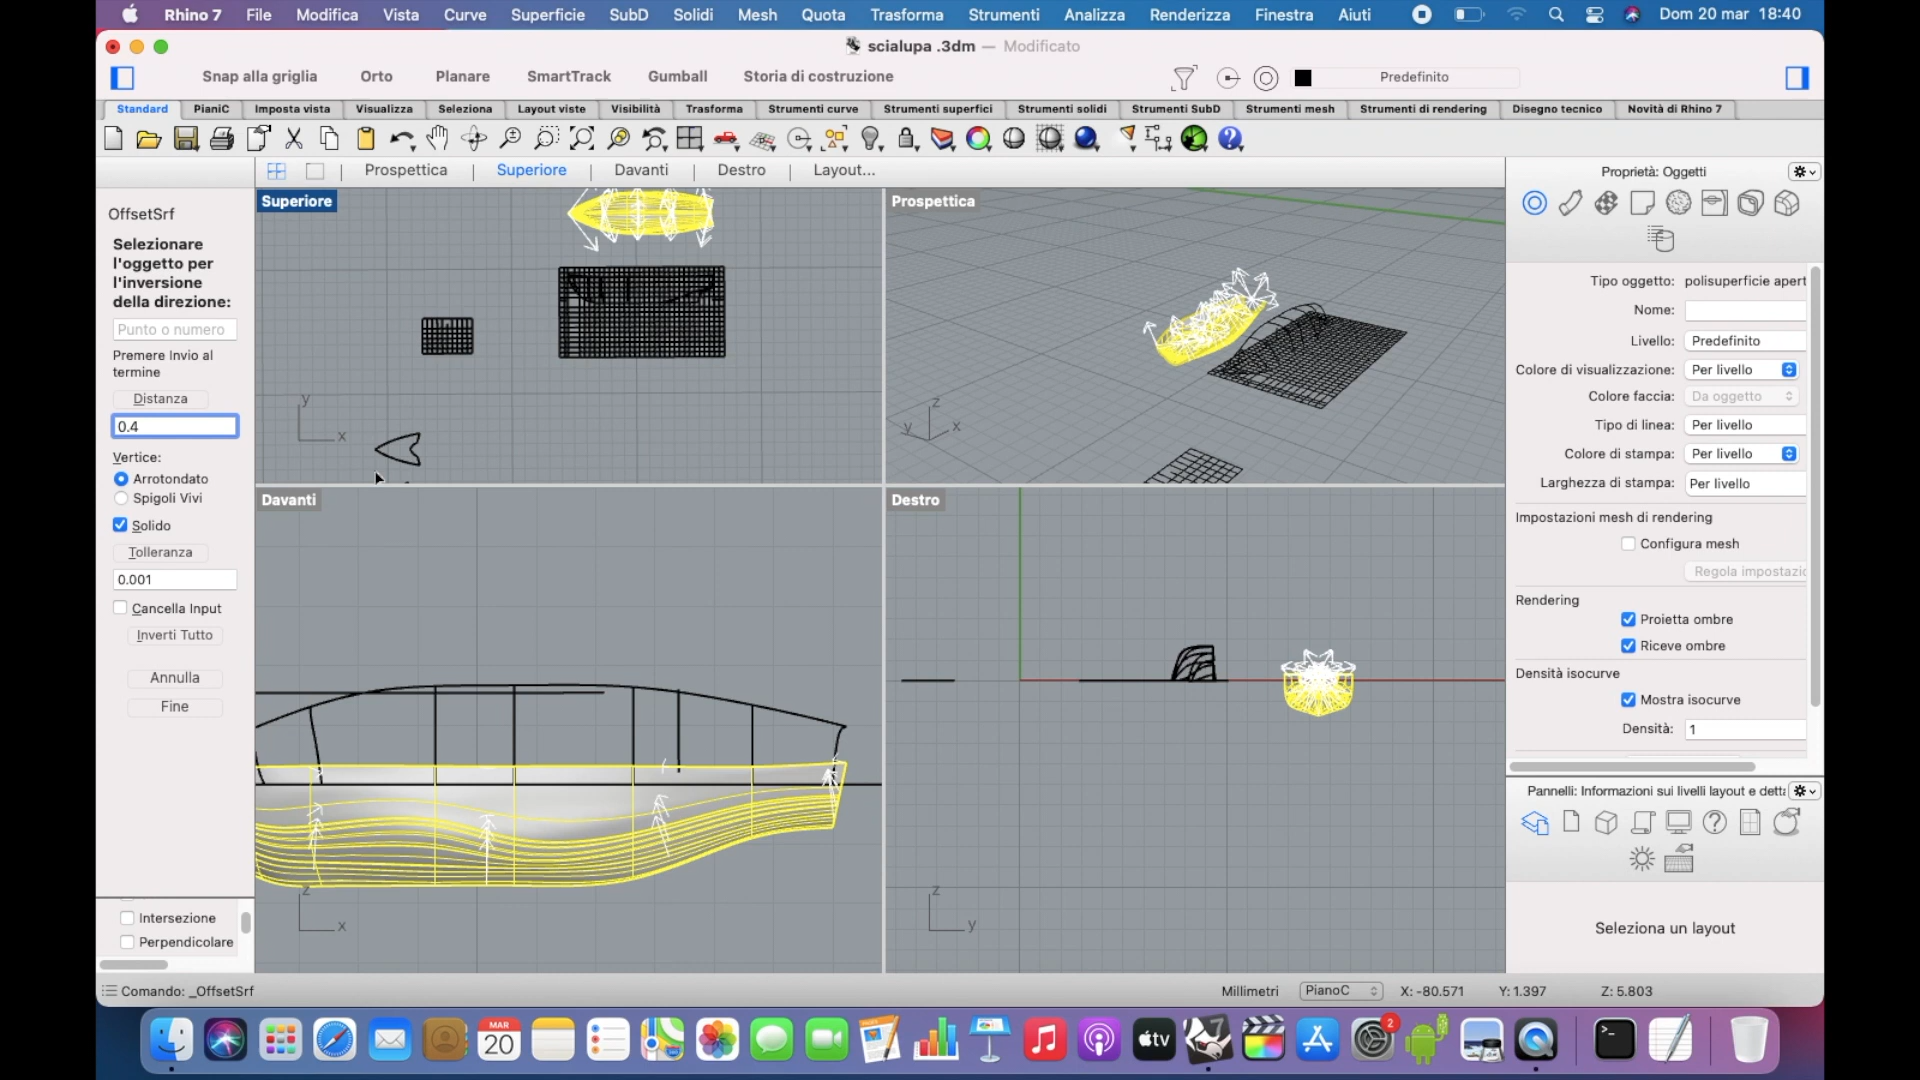 Rhino 7 File Modifica Vista Curve Superficie SubD Solidi Mesh Quota Trasforma Strumenti Analizza Renderizza Finestra Aiuti Dom 20 mar 18:40
scialupa .3dm — Modificato
Snap alla griglia Orto Planare SmartTrack Gumball Storia di costruzione Predefinito
Standard PianiC Imposta vista Visualizza Seleziona Layout viste Visibilità Trasforma Strumenti curve Strumenti superfici Strumenti solidi Strumenti SubD Strumenti mesh Strumenti di rendering Disegno tecnico Novità di Rhino 7
Prospettica Superiore Davanti Destro Layout...
OffsetSrf
Selezionare
l'oggetto per
l'inversione
della direzione:
Punto o numero
Premere Invio al
termine
Distanza
0.4
Vertice:
Arrotondato
Spigoli Vivi
Solido
Tolleranza
0.001
Cancella Input
Inverti Tutto
Annulla
Fine
Intersezione
Perpendicolare
Superiore
y
x
Prospettica
z
y
x
Davanti
z
x
Destro
z
y
Proprietà: Oggetti
Tipo oggetto: polisuperficie apert
Nome:
Livello: Predefinito
Colore di visualizzazione: Per livello
Colore faccia: Da oggetto
Tipo di linea: Per livello
Colore di stampa: Per livello
Larghezza di stampa: Per livello
Impostazioni mesh di rendering
Configura mesh
Regola impostazio
Rendering
Proietta ombre
Riceve ombre
Densità isocurve
Mostra isocurve
Densità: 1
Pannelli: Informazioni sui livelli layout e detta
Seleziona un layout
Comando: _OffsetSrf
Millimetri PianoC X: -80.571 Y: 1.397 Z: 5.803
MAR
20
tv
7
2